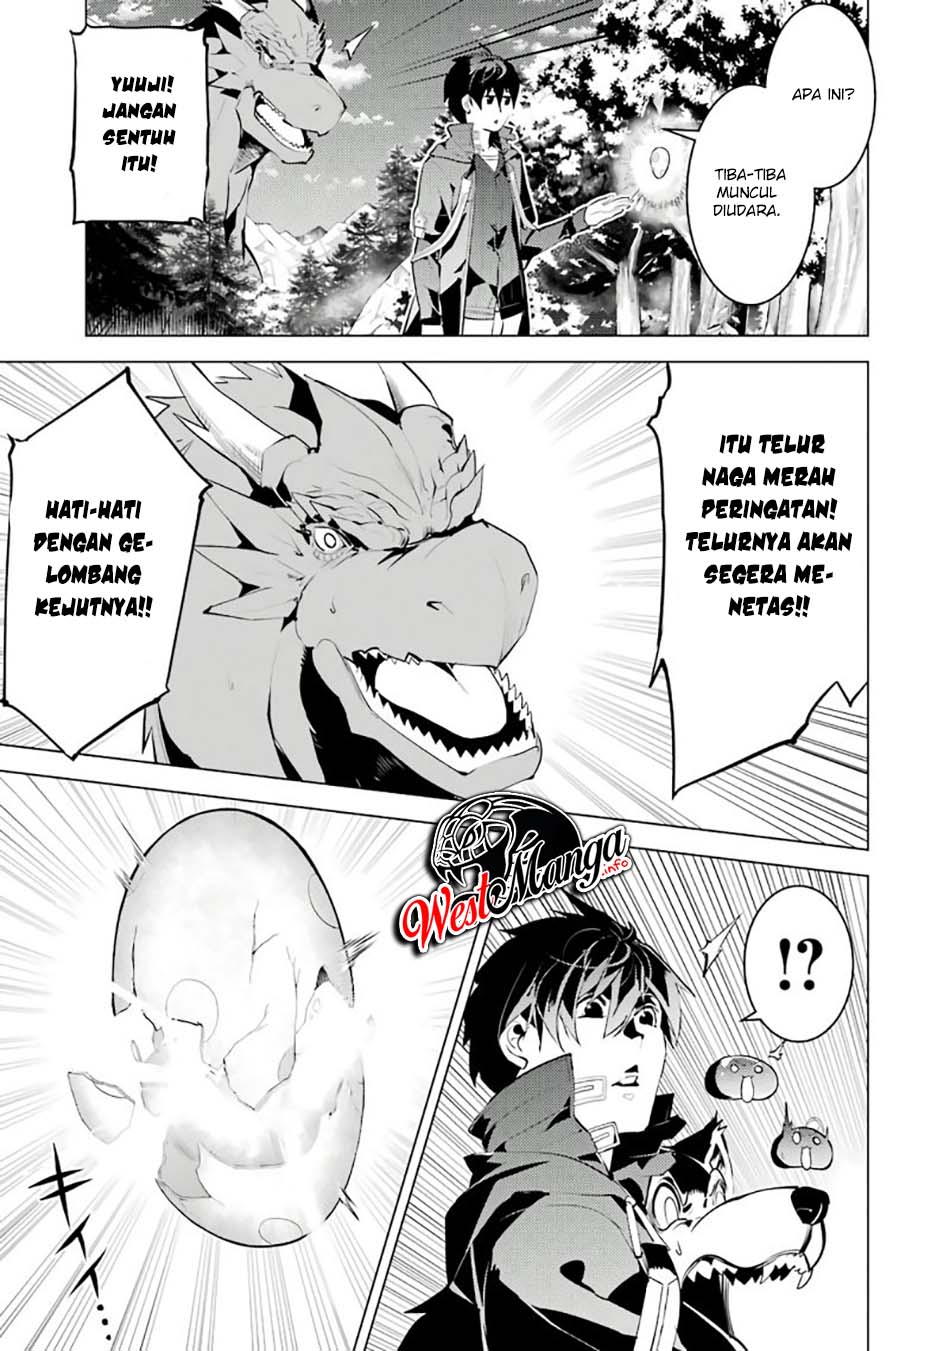 APA INI?
TIBA-TIBA
MUNCUL
DIUDARA.
YUUJI!
JANGAN
SENTUH
ITU!
ITU TELUR
NAGA MERAH
PERINGATAN!
TELURNYA AKAN
SEGERA ME-
NETAS!!
HATI-HATI
DENGAN GE-
LOMBANG
KEJUTNYA!!
WestManga
.info
!?